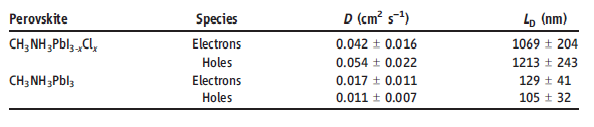 Perovskite Species D (cm² s⁻¹) L_D (nm)
CH₃NH₃PbI₃₋ₓClₓ Electrons 0.042 ± 0.016 1069 ± 204
Holes 0.054 ± 0.022 1213 ± 243
CH₃NH₃PbI₃ Electrons 0.017 ± 0.011 129 ± 41
Holes 0.011 ± 0.007 105 ± 32